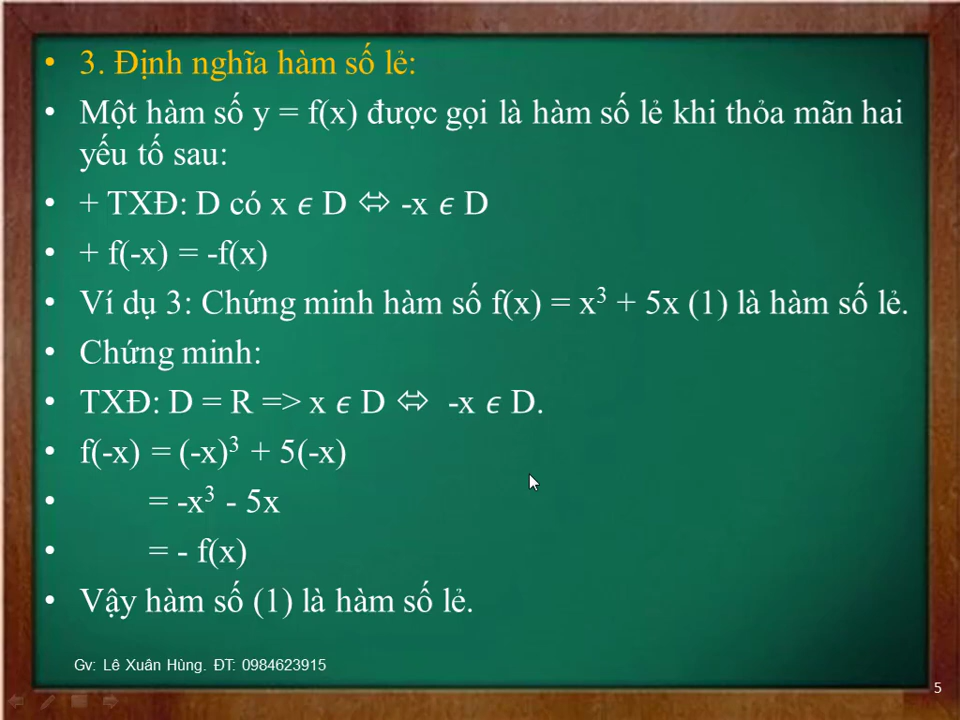 • 3. Định nghĩa hàm số lẻ:
• Một hàm số y = f(x) được gọi là hàm số lẻ khi thỏa mãn hai
yếu tố sau:
• + TXĐ: D có x ϵ D ⬄ -x ϵ D
• + f(-x) = -f(x)
• Ví dụ 3: Chứng minh hàm số f(x) = x³ + 5x (1) là hàm số lẻ.
• Chứng minh:
• TXĐ: D = R => x ϵ D ⬄ -x ϵ D.
• f(-x) = (-x)³ + 5(-x)
• = -x³ - 5x
• = - f(x)
• Vậy hàm số (1) là hàm số lẻ.
Gv: Lê Xuân Hùng. ĐT: 0984623915
5